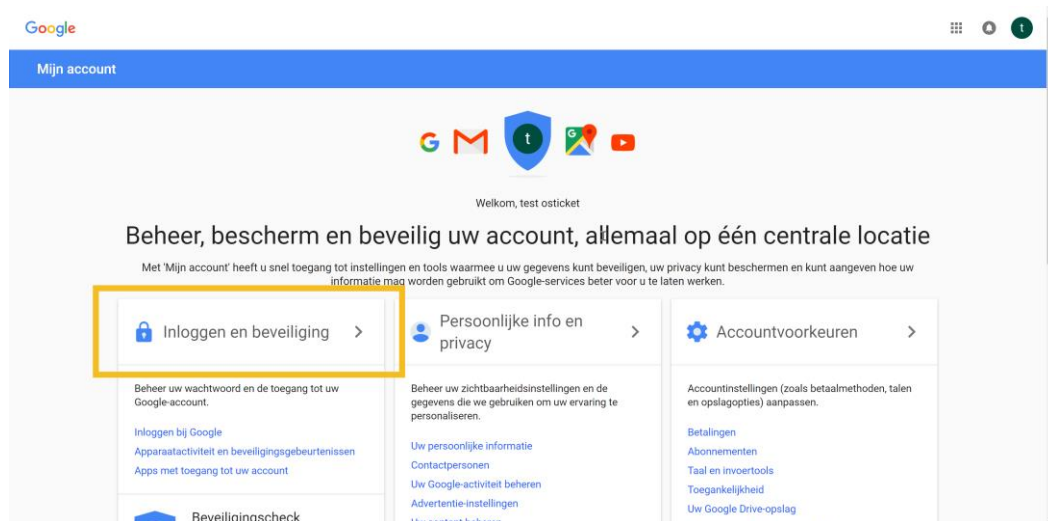 Google
t
Mijn account
G
t
G
Welkom, test osticket
Beheer, bescherm en beveilig uw account, allemaal op één centrale locatie
Met 'Mijn account' heeft u snel toegang tot instellingen en tools waarmee u uw gegevens kunt beveiligen, uw privacy kunt beschermen en kunt aangeven hoe uw
informatie mag worden gebruikt om Google-services beter voor u te laten werken.
Inloggen en beveiliging
Beheer uw wachtwoord en de toegang tot uw
Google-account.
Inloggen bij Google
Apparaatactiviteit en beveiligingsgebeurtenissen
Apps met toegang tot uw account
Beveiligingscheck
Persoonlijke info en
privacy
Beheer uw zichtbaarheidsinstellingen en de
gegevens die we gebruiken om uw ervaring te
personaliseren.
Uw persoonlijke informatie
Contactpersonen
Uw Google-activiteit beheren
Advertentie-instellingen
Accountvoorkeuren
Accountinstellingen (zoals betaalmethoden, talen
en opslagopties) aanpassen.
Betalingen
Abonnementen
Taal en invoertools
Toegankelijkheid
Uw Google Drive-opslag